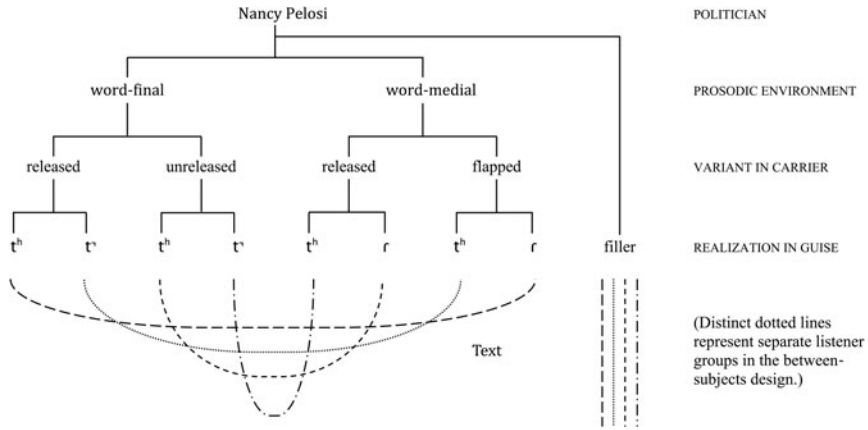 Nancy Pelosi POLITICIAN
word-final word-medial PROSODIC ENVIRONMENT
released unreleased released flapped VARIANT IN CARRIER
tʰ t̚ tʰ t̚ tʰ ɾ tʰ ɾ filler REALIZATION IN GUISE
(Distinct dotted lines
represent separate listener
Text
groups in the between-
subjects design.)